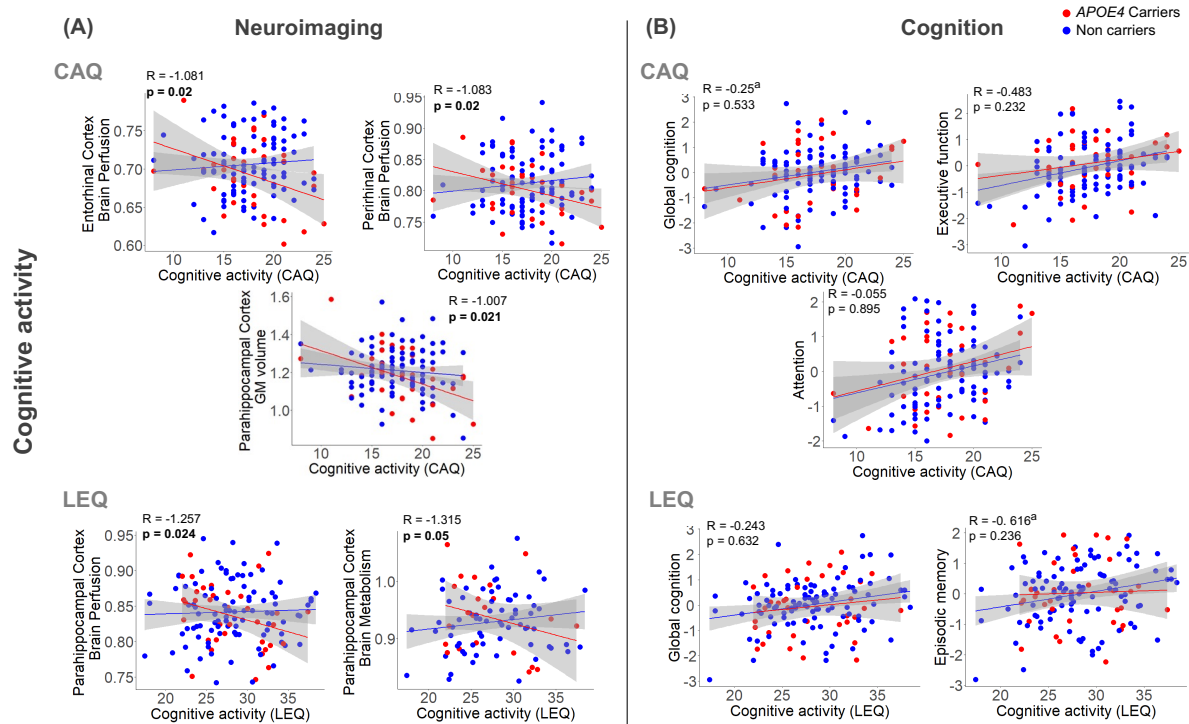 (A) Neuroimaging
(B) Cognition
APOE4 Carriers
Non carriers
Cognitive activity
CAQ
R = -1.081
p = 0.02
Entorhinal Cortex
Brain Perfusion
0.75
0.70
0.65
0.60
10 15 20 25
Cognitive activity (CAQ)
R = -1.083
p = 0.02
Perirhinal Cortex
Brain Perfusion
0.95
0.90
0.85
0.80
0.75
10 15 20 25
Cognitive activity (CAQ)
R = -1.007
p = 0.021
Parahippocampal Cortex
GM volume
1.6
1.4
1.2
1.0
10 15 20 25
Cognitive activity (CAQ)
LEQ
R = -1.257
p = 0.024
Parahippocampal Cortex
Brain Perfusion
0.95
0.90
0.85
0.80
0.75
20 25 30 35
Cognitive activity (LEQ)
R = -1.315
p = 0.05
Parahippocampal Cortex
Brain Metabolism
1.0
0.9
20 25 30 35
Cognitive activity (LEQ)
CAQ
R = -0.25a
p = 0.533
Global cognition
3
2
1
0
-1
-2
-3
10 15 20 25
Cognitive activity (CAQ)
R = -0.483
p = 0.232
Executive function
3
2
1
0
-1
-2
-3
10 15 20 25
Cognitive activity (CAQ)
R = -0.055
p = 0.895
Attention
2
1
0
-1
-2
10 15 20 25
Cognitive activity (CAQ)
LEQ
R = -0.243
p = 0.632
Global cognition
3
2
1
0
-1
-2
-3
20 25 30 35
Cognitive activity (LEQ)
R = -0. 616a
p = 0.236
Episodic memory
2
1
0
-1
-2
-3
20 25 30 35
Cognitive activity (LEQ)